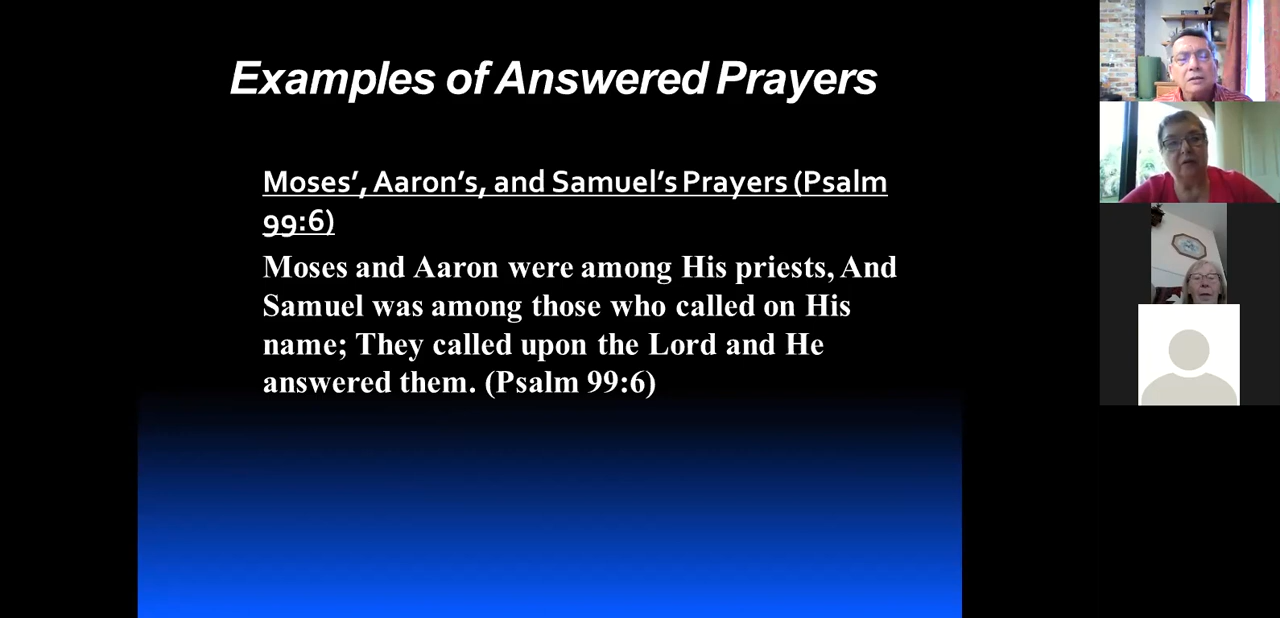 Examples of Answered Prayers
Moses’, Aaron’s, and Samuel’s Prayers (Psalm
99:6)
Moses and Aaron were among His priests, And
Samuel was among those who called on His
name; They called upon the Lord and He
answered them. (Psalm 99:6)